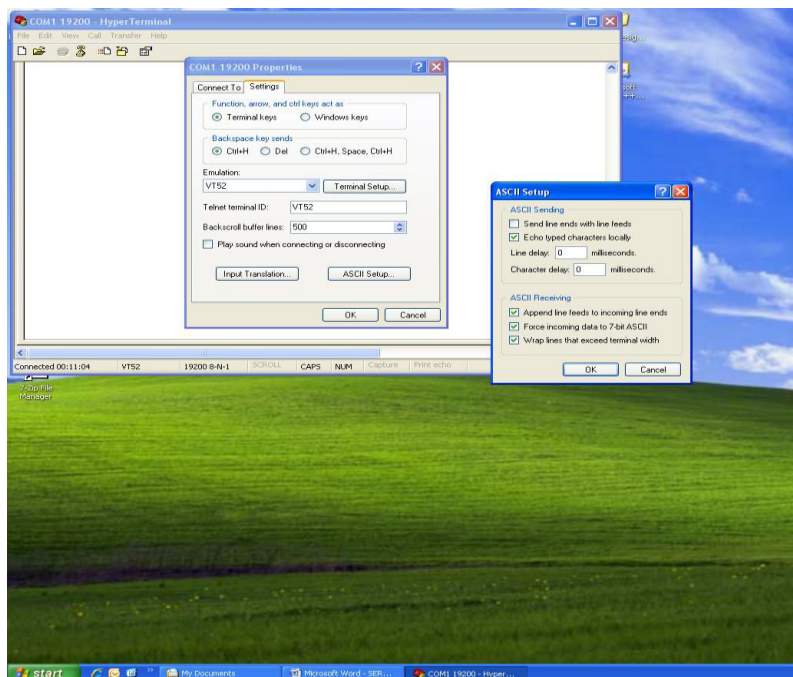 COM1 19200 - HyperTerminal
File Edit View Call Transfer Help
COM1 19200 Properties
Connect To Settings
Function, arrow, and ctrl keys act as
Terminal keys Windows keys
Backspace key sends
Ctrl+H Del Ctrl+H, Space, Ctrl+H
Emulation:
VT52 Terminal Setup...
Telnet terminal ID: VT52
Backscroll buffer lines: 500
Play sound when connecting or disconnecting
Input Translation... ASCII Setup...
OK Cancel
ASCII Setup
ASCII Sending
Send line ends with line feeds
Echo typed characters locally
Line delay: 0 milliseconds.
Character delay: 0 milliseconds.
ASCII Receiving
Append line feeds to incoming line ends
Force incoming data to 7-bit ASCII
Wrap lines that exceed terminal width
OK Cancel
Connected 00:11:04 VT52 19200 8-N-1 SCROLL CAPS NUM Capture Print echo
7-Zip File
Manager
start My Documents Microsoft Word - SER... COM1 19200 - Hyper...